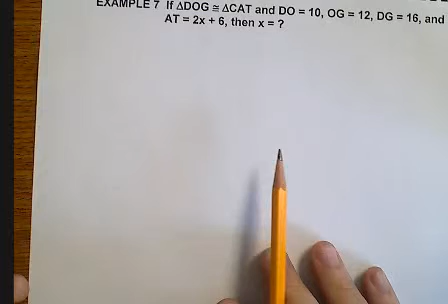 EXAMPLE 7 If ΔDOG ≅ ΔCAT and DO = 10, OG = 12, DG = 16, and
AT = 2x + 6, then x = ?